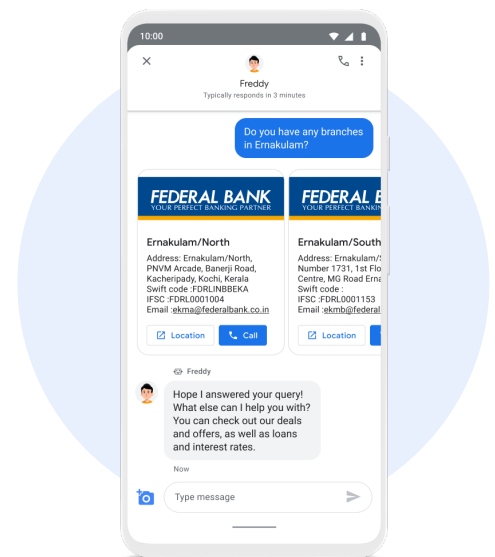 10:00
Freddy
Typically responds in 3 minutes
Do you have any branches
in Ernakulam?
FEDERAL BANK
YOUR PERFECT BANKING PARTNER
Ernakulam/North
Address: Ernakulam/North,
PNVM Arcade, Banerji Road,
Kacheripady, Kochi, Kerala
Swift code :FDRLINBBEKA
IFSC :FDRL0001004
Email :ekma@federalbank.co.in
Location
Call
FEDERAL
YOUR PERFECT
Ernakulam/South
Address: Ernakulam/
Number 1731, 1st Flo
Centre, MG Road Erna
Swift code :
IFSC :FDRL0001153
Email :ekmb@federal
Location
Freddy
Hope I answered your query!
What else can I help you with?
You can check out our deals
and offers, as well as loans
and interest rates.
Now
Type message